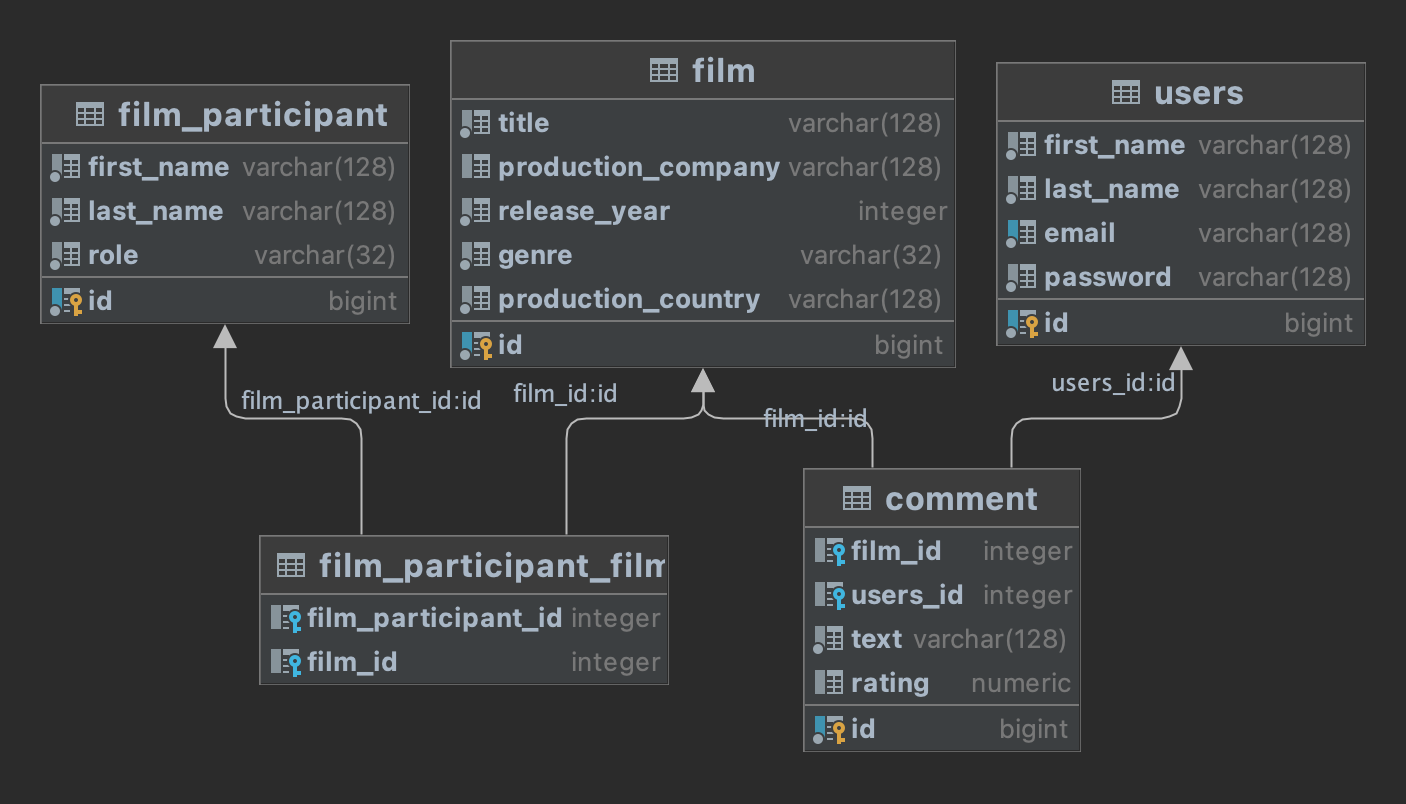 film_participant
first_name varchar(128)
last_name varchar(128)
role varchar(32)
id bigint
film
title varchar(128)
production_company varchar(128)
release_year integer
genre varchar(32)
production_country varchar(128)
id bigint
users
first_name varchar(128)
last_name varchar(128)
email varchar(128)
password varchar(128)
id bigint
film_participant_id:id
film_id:id
film_id:id
users_id:id
film_participant_film
film_participant_id integer
film_id integer
comment
film_id integer
users_id integer
text varchar(128)
rating numeric
id bigint